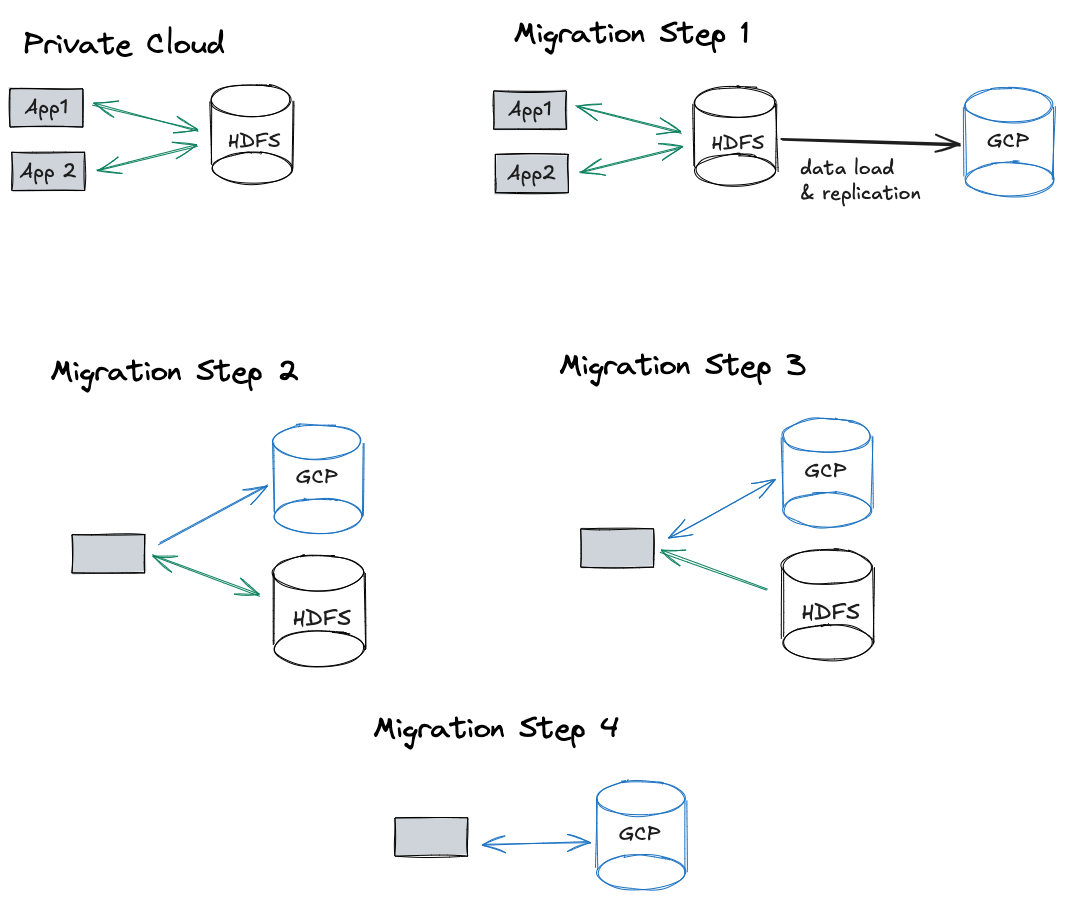 Private Cloud
App1
App 2
HDFS
Migration Step 1
App1
App2
HDFS
data load
& replication
GCP
Migration Step 2
GCP
HDFS
Migration Step 3
GCP
HDFS
Migration Step 4
GCP